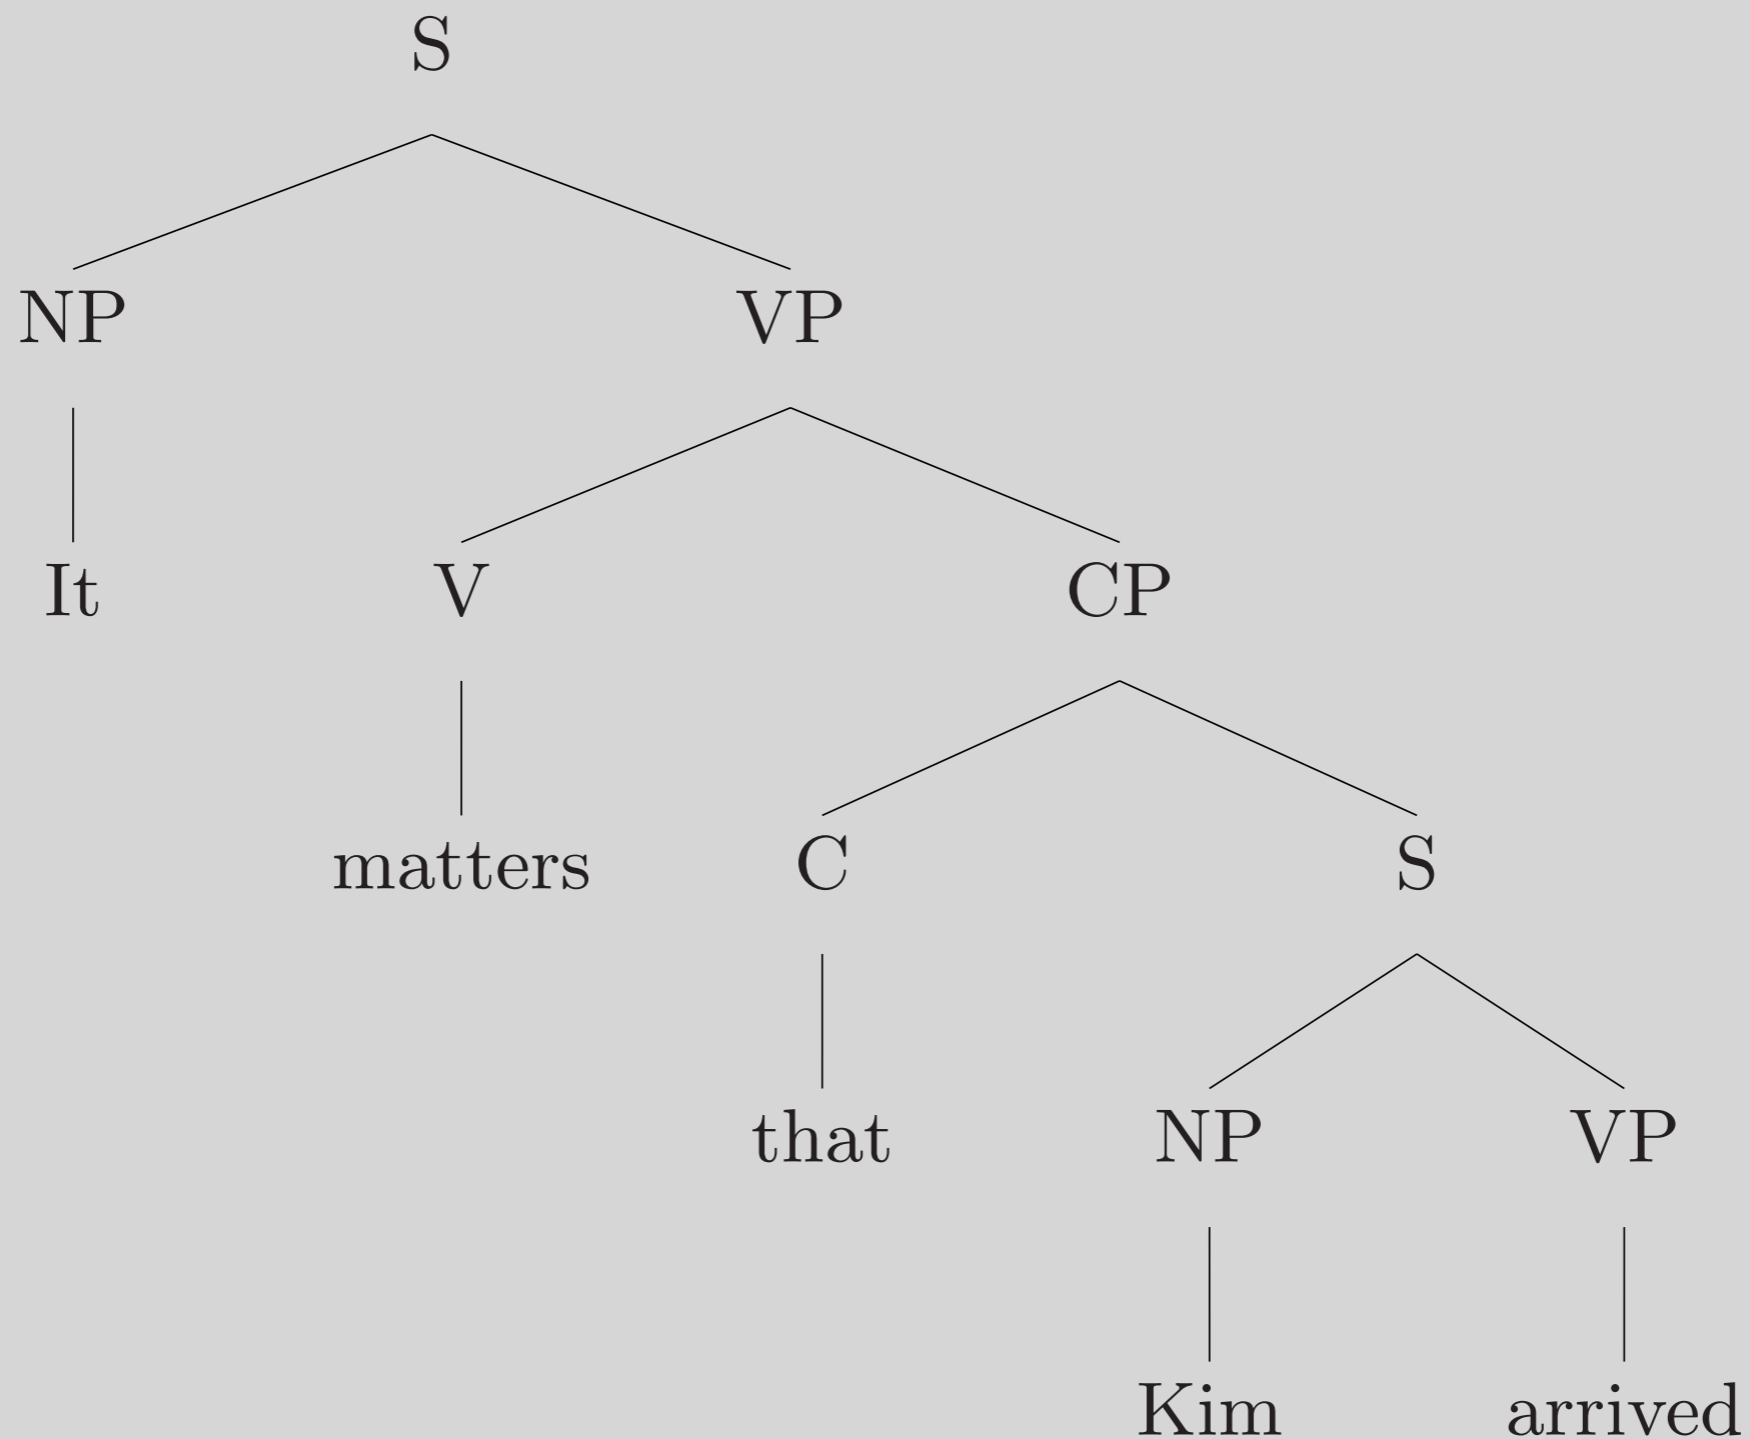 S
NP VP
It V CP
matters C S
that NP VP
Kim arrived